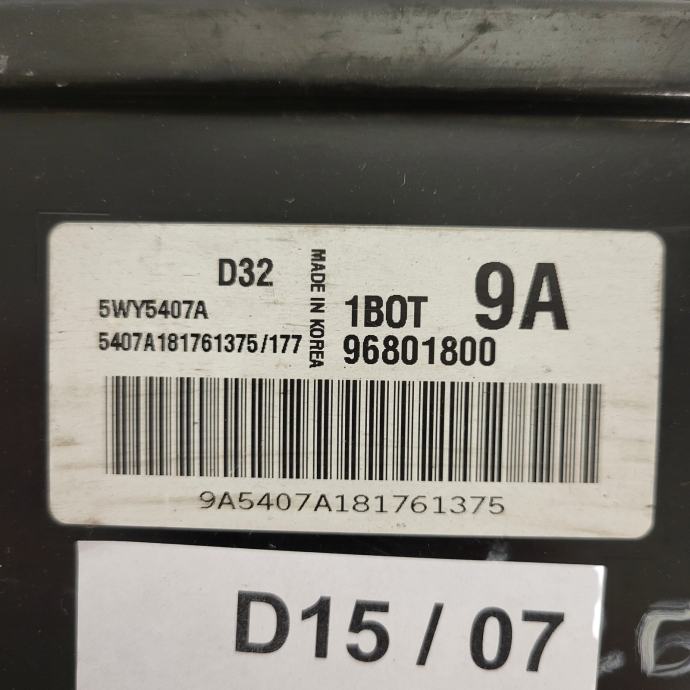 D32
5WY5407A
5407A181761375/177
MADE IN KOREA
1BOT
9A
96801800
9A5407A181761375
D15 / 07